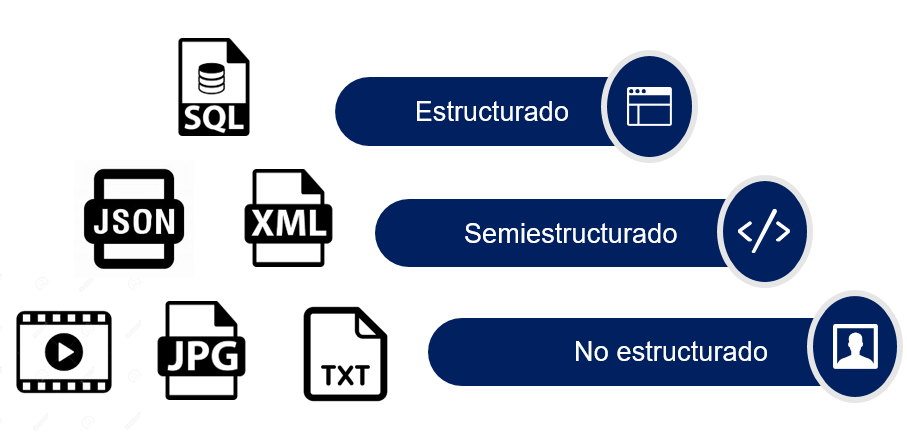 SQL
Estructurado
JSON
XML
Semiestructurado
JPG
TXT
No estructurado